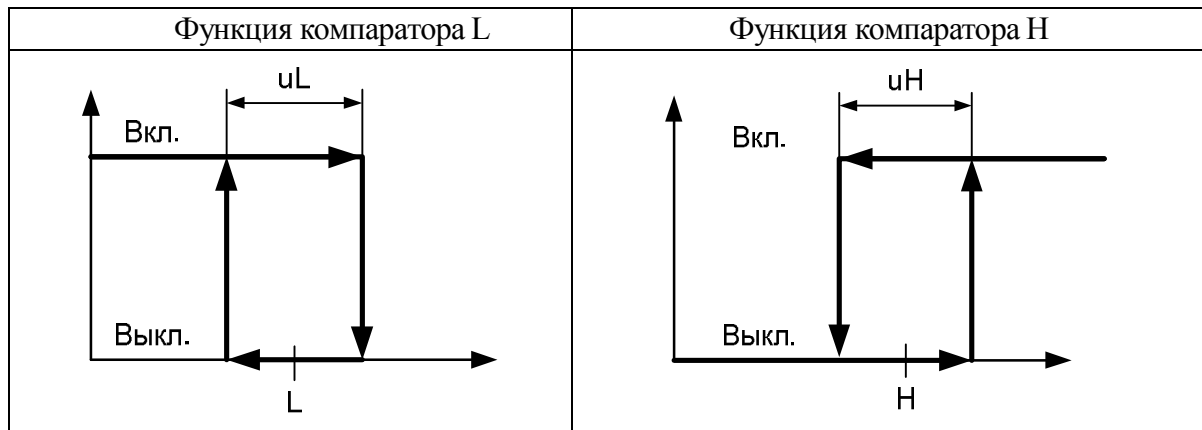 Функция компаратора L
Функция компаратора H
uL
Вкл.
Выкл.
L
uH
Вкл.
Выкл.
H